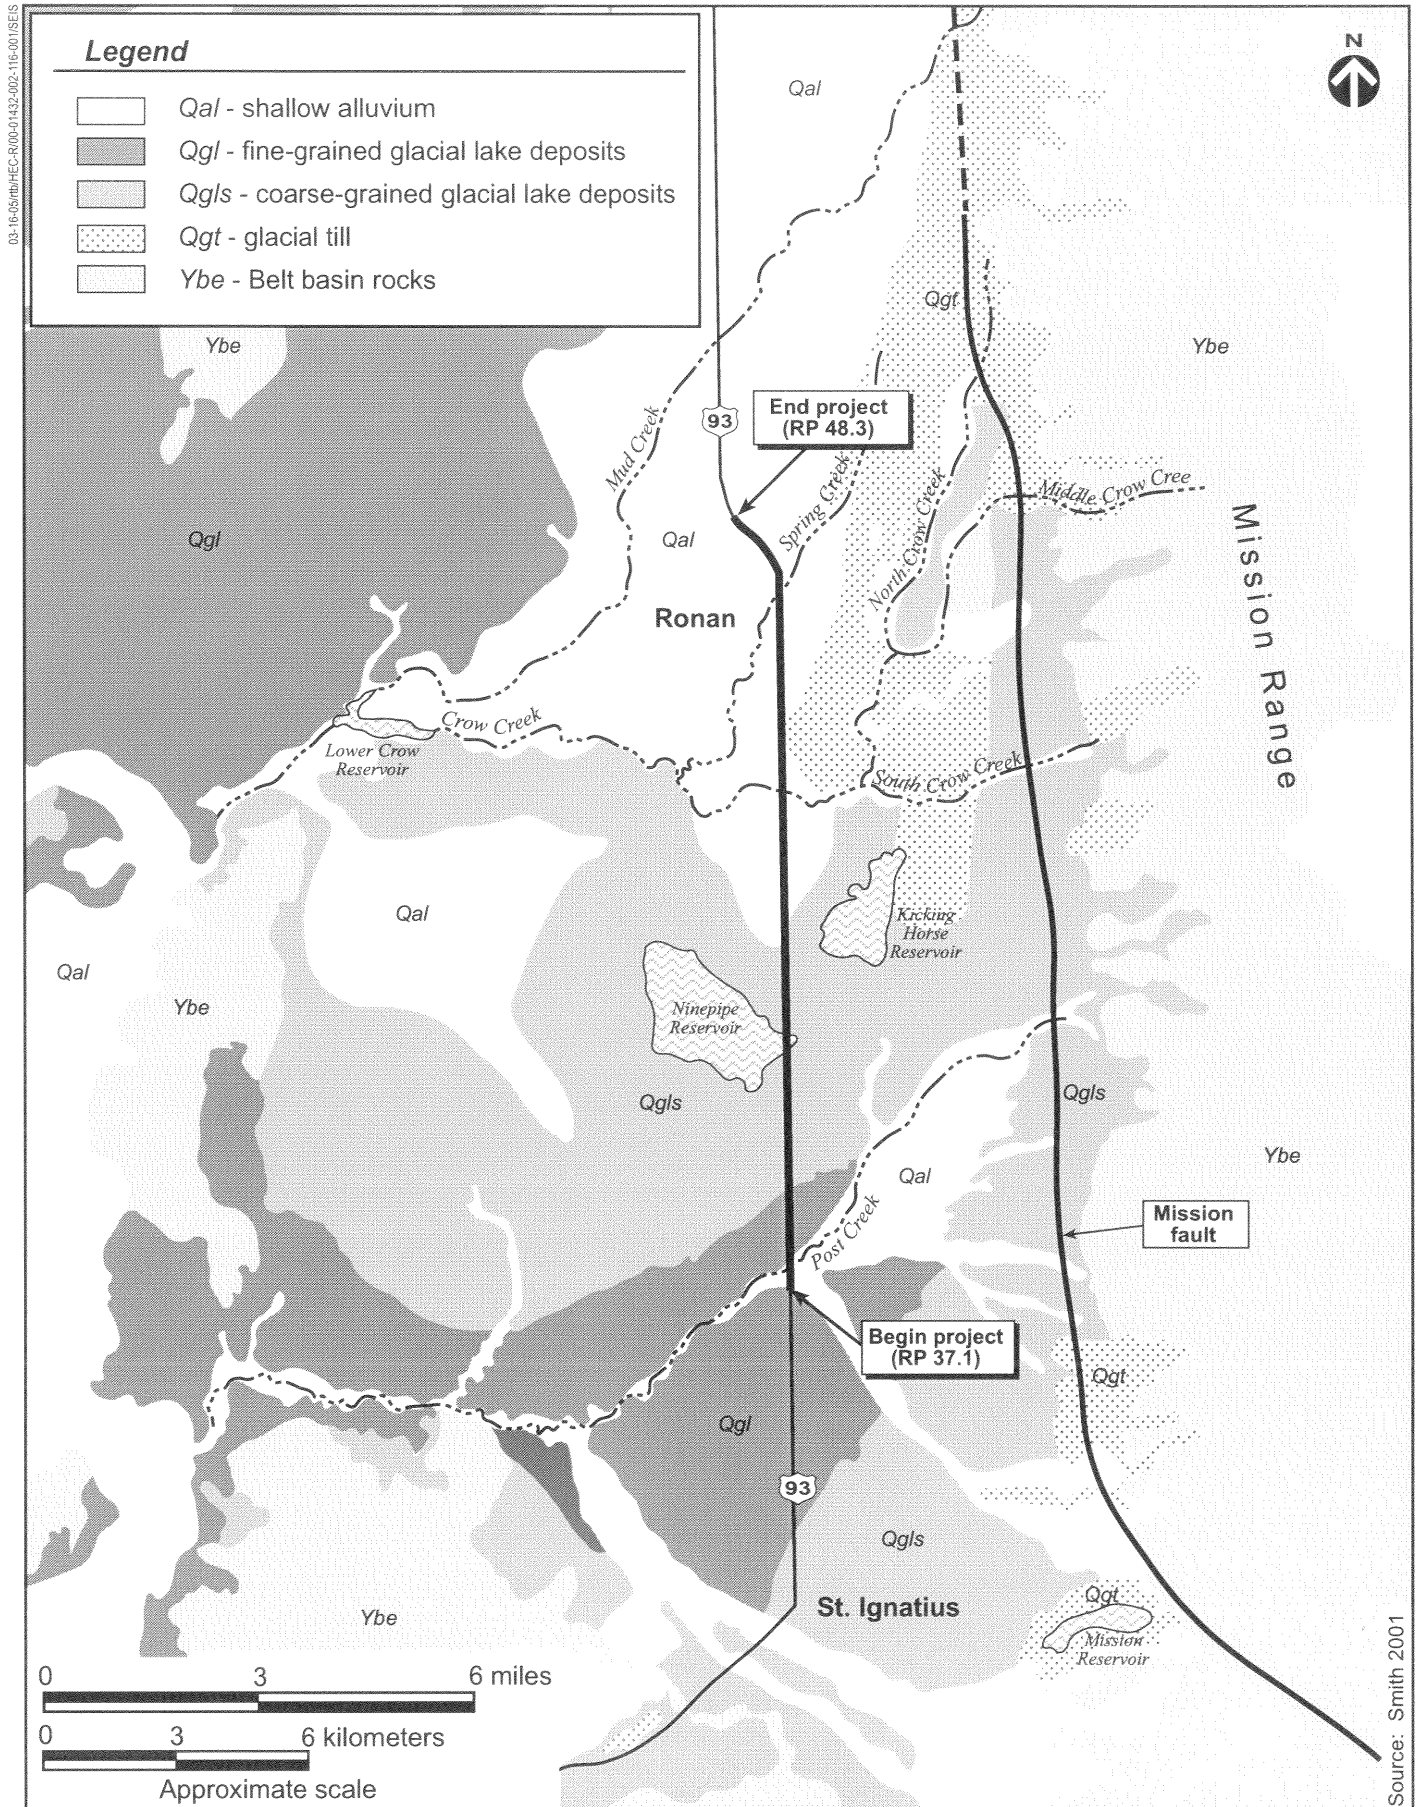 03-16-05/rtb/HEC-R/00-01432-002-116-001/SEIS
Legend
Qal - shallow alluvium
Qgl - fine-grained glacial lake deposits
Qgls - coarse-grained glacial lake deposits
Qgt - glacial till
Ybe - Belt basin rocks
N
Qal
Qgt
Ybe
Ybe
93
End project
(RP 48.3)
Mud Creek
Spring Creek
North Crow Creek
Middle Crow Cree
Mission Range
Qgl
Qal
Ronan
Crow Creek
Lower Crow
Reservoir
South Crow Creek
Qal
Kicking
Horse
Reservoir
Qal
Ybe
Ninepipe
Reservoir
Qgls
Qgls
Ybe
Qal
Post Creek
Mission
fault
Begin project
(RP 37.1)
Qgt
Qgl
93
Qgls
Qgt
St. Ignatius
Ybe
Mission
Reservoir
0 3 6 miles
0 3 6 kilometers
Approximate scale
Source: Smith 2001